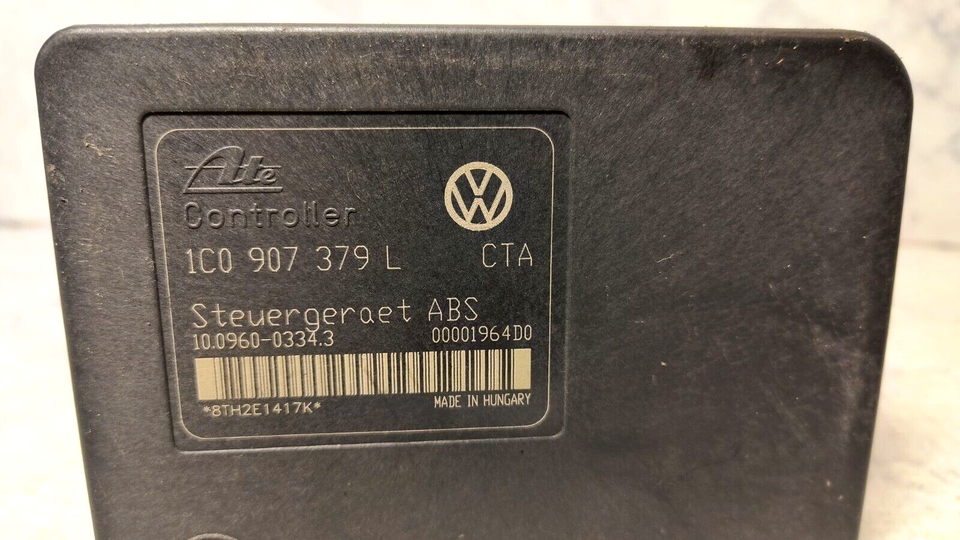 Ate
Controller
1C0 907 379 L CTA
Steuergeraet ABS
10.0960-0334.3 00001964D0
*8TH2E1417K* MADE IN HUNGARY